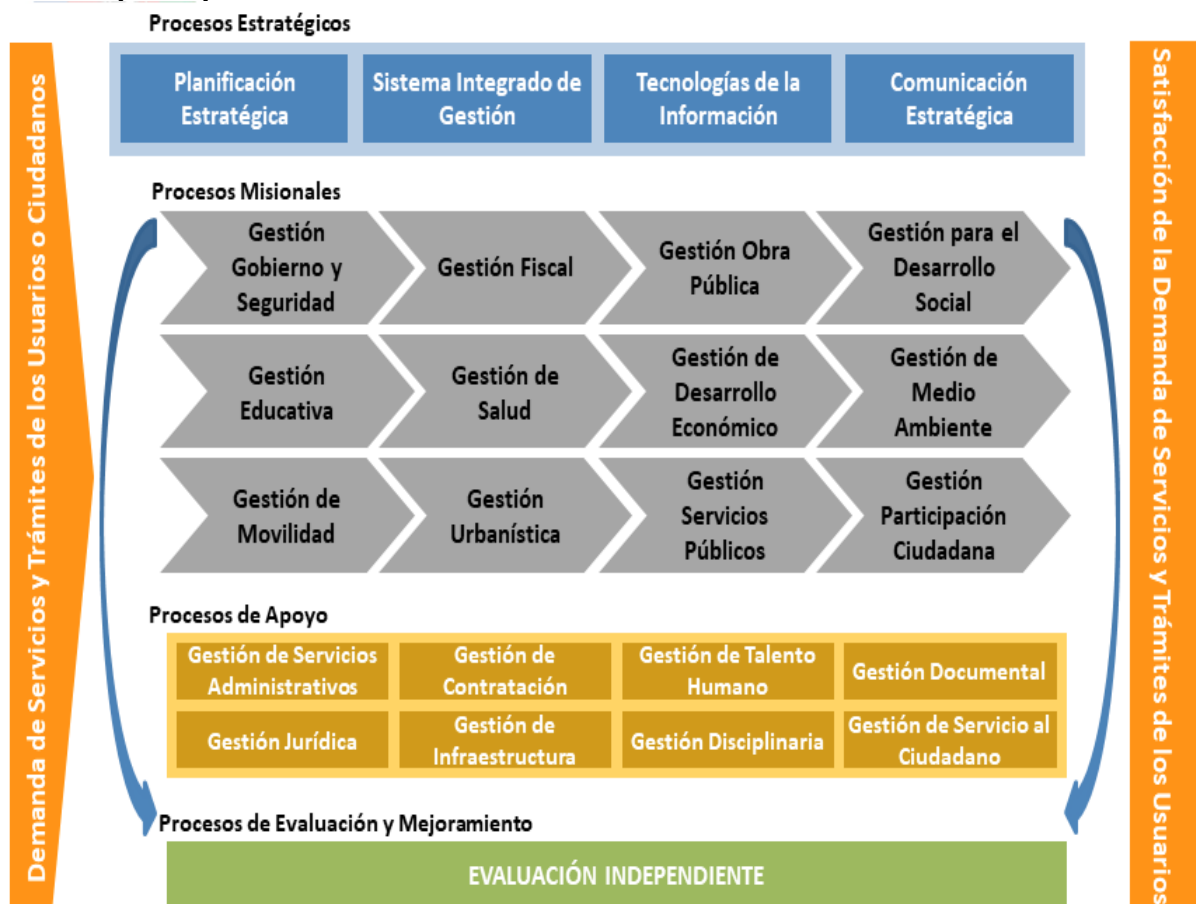 Procesos Estratégicos
Planificación
Estratégica
Sistema Integrado de
Gestión
Tecnologías de la
Información
Comunicación
Estratégica
Demanda de Servicios y Trámites de los Usuarios o Ciudadanos
Procesos Misionales
Gestión
Gobierno y
Seguridad
Gestión Fiscal
Gestión Obra
Pública
Gestión para el
Desarrollo
Social
Gestión
Educativa
Gestión de
Salud
Gestión de
Desarrollo
Económico
Gestión de
Medio
Ambiente
Gestión de
Movilidad
Gestión
Urbanística
Gestión
Servicios
Públicos
Gestión
Participación
Ciudadana
Procesos de Apoyo
Gestión de Servicios
Administrativos
Gestión de
Contratación
Gestión de Talento
Humano
Gestión Documental
Gestión Jurídica
Gestión de
Infraestructura
Gestión Disciplinaria
Gestión de Servicio al
Ciudadano
Procesos de Evaluación y Mejoramiento
EVALUACIÓN INDEPENDIENTE
Satisfacción de la Demanda de Servicios y Trámites de los Usuarios